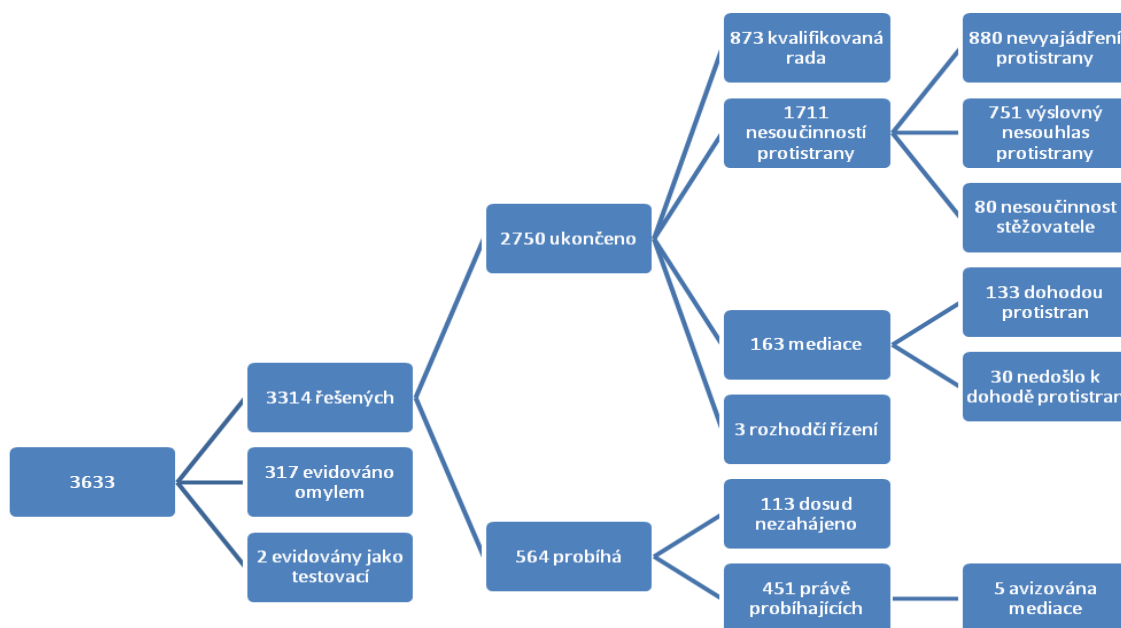 3633
3314 řešených
317 evidováno
omylem
2 evidovány jako
testovací
2750 ukončeno
564 probíhá
873 kvalifikovaná
rada
1711
nesoučinností
protistrany
163 mediace
3 rozhodčí řízení
113 dosud
nezahájeno
451 právě
probíhajících
880 nevyajádření
protistrany
751 výslovný
nesouhlas
protistrany
80 nesoučinnost
stěžovatele
133 dohodou
protistran
30 nedošlo k
dohodě protistran
5 avizována
mediace